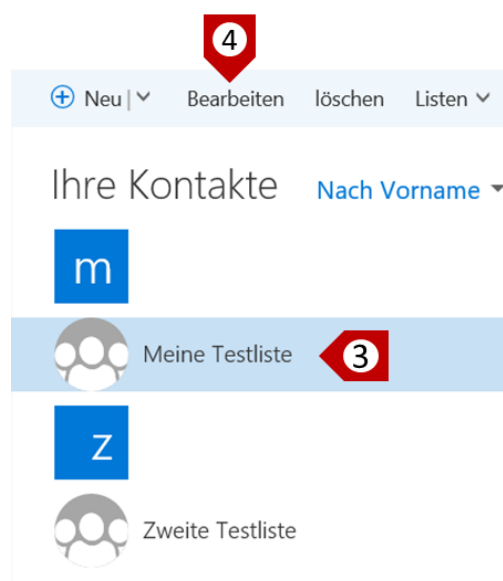 4
Neu | Bearbeiten löschen Listen
Ihre Kontakte Nach Vorname
m
Meine Testliste 3
z
Zweite Testliste